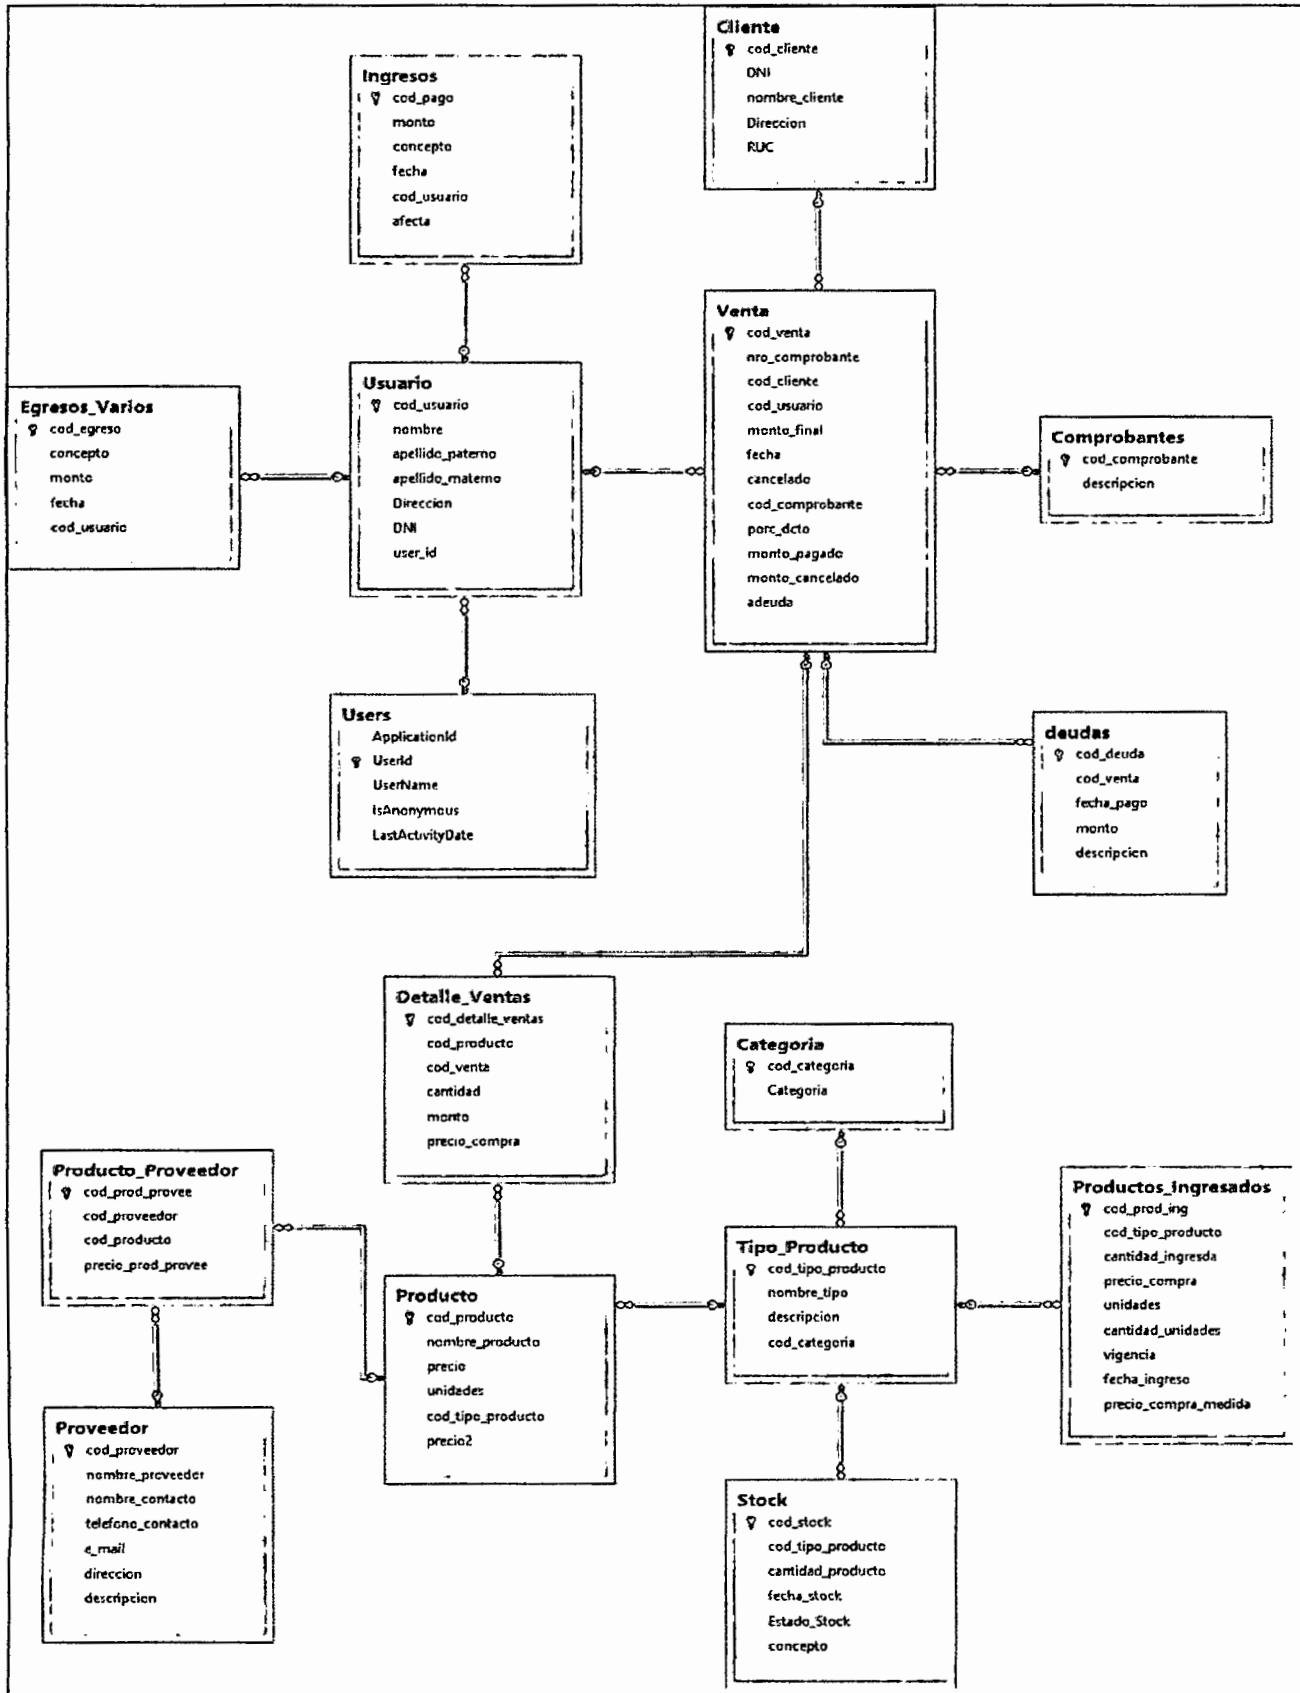 Cliente
cod_cliente
DNI
nombre_cliente
Direccion
RUC
Ingresos
cod_pago
monto
concepto
fecha
cod_usuario
afecta
Venta
cod_venta
nro_comprobante
cod_cliente
cod_usuario
monto_final
fecha
cancelado
cod_comprobante
porc_dcto
monto_pagado
monto_cancelado
adeuda
Usuario
cod_usuario
nombre
apellido_paterno
apellido_materno
Direccion
DNI
user_id
Egresos_Varios
cod_egreso
concepto
monto
fecha
cod_usuario
Comprobantes
cod_comprobante
descripcion
Users
ApplicationId
UserId
UserName
IsAnonymous
LastActivityDate
deudas
cod_deuda
cod_venta
fecha_pago
monto
descripcion
Detalle_Ventas
cod_detalle_ventas
cod_producto
cod_venta
cantidad
monto
precio_compra
Categoria
cod_categoria
Categoria
Producto_Proveedor
cod_prod_provee
cod_proveedor
cod_producto
precio_prod_provee
Productos_Ingresados
cod_prod_ing
cod_tipo_producto
cantidad_ingresda
precio_compra
unidades
cantidad_unidades
vigencia
fecha_ingreso
precio_compra_medida
Tipo_Producto
cod_tipo_producto
nombre_tipo
descripcion
cod_categoria
Producto
cod_producto
nombre_producto
precio
unidades
cod_tipo_producto
precio2
Proveedor
cod_proveedor
nombre_proveedor
nombre_contacto
telefono_contacto
e_mail
direccion
descripcion
Stock
cod_stock
cod_tipo_producto
cantidad_producto
fecha_stock
Estado_Stock
concepto